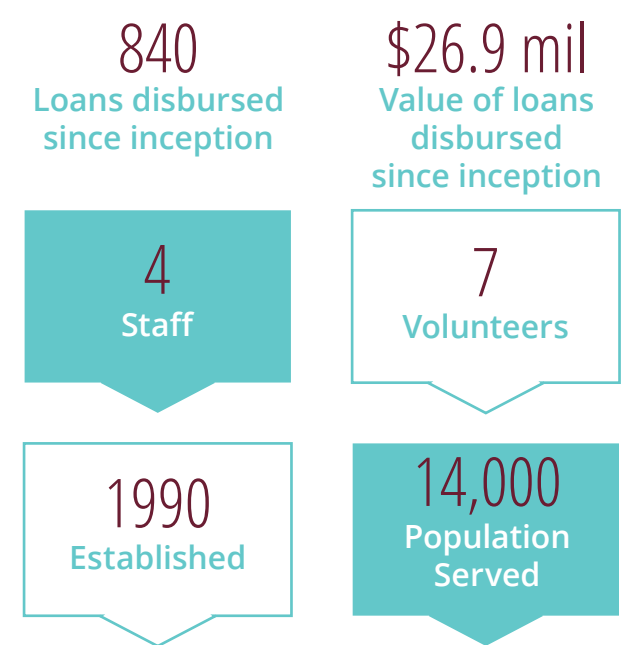 840
Loans disbursed
since inception
$26.9 mil
Value of loans
disbursed
since inception
4
Staff
7
Volunteers
1990
Established
14,000
Population
Served